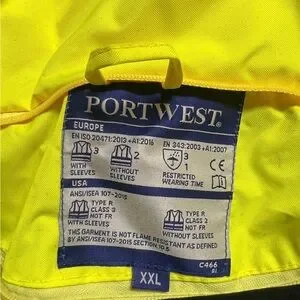 PORTWEST®
EUROPE
EN ISO 20471:2013 +A1:2016 EN 343:2003 +A1:2007
3 2 3
1
WITH SLEEVES WITHOUT SLEEVES RESTRICTED WEARING TIME CE
USA
ANSI/ISEA 107-2015
TYPE R TYPE R
CLASS 3 CLASS 2
NOT FR NOT FR
WITH SLEEVES WITHOUT SLEEVES
THIS GARMENT IS NOT FLAME RESISTANT AS DEFINED
BY ANSI/ISEA 107-2015 SECTION 10.5
C466
XXL